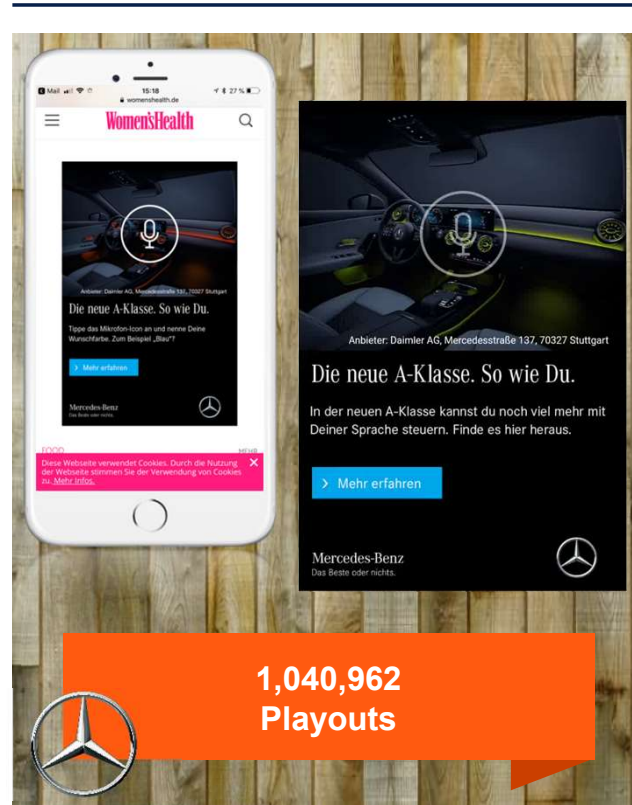 Mail
15:18
27 %
womenshealth.de
Women'sHealth
Anbieter: Daimler AG, Mercedesstraße 137, 70327 Stuttgart
Die neue A-Klasse. So wie Du.
Tippe das Mikrofon-Icon an und nenne Deine
Wunschfarbe. Zum Beispiel „Blau“?
> Mehr erfahren
Mercedes-Benz
Das Beste oder nichts.
FOOD
MEHR
Diese Webseite verwendet Cookies. Durch die Nutzung
der Webseite stimmen Sie der Verwendung von Cookies
zu. Mehr Infos.
Anbieter: Daimler AG, Mercedesstraße 137, 70327 Stuttgart
Die neue A-Klasse. So wie Du.
In der neuen A-Klasse kannst du noch viel mehr mit
Deiner Sprache steuern. Finde es hier heraus.
> Mehr erfahren
Mercedes-Benz
Das Beste oder nichts.
1,040,962
Playouts